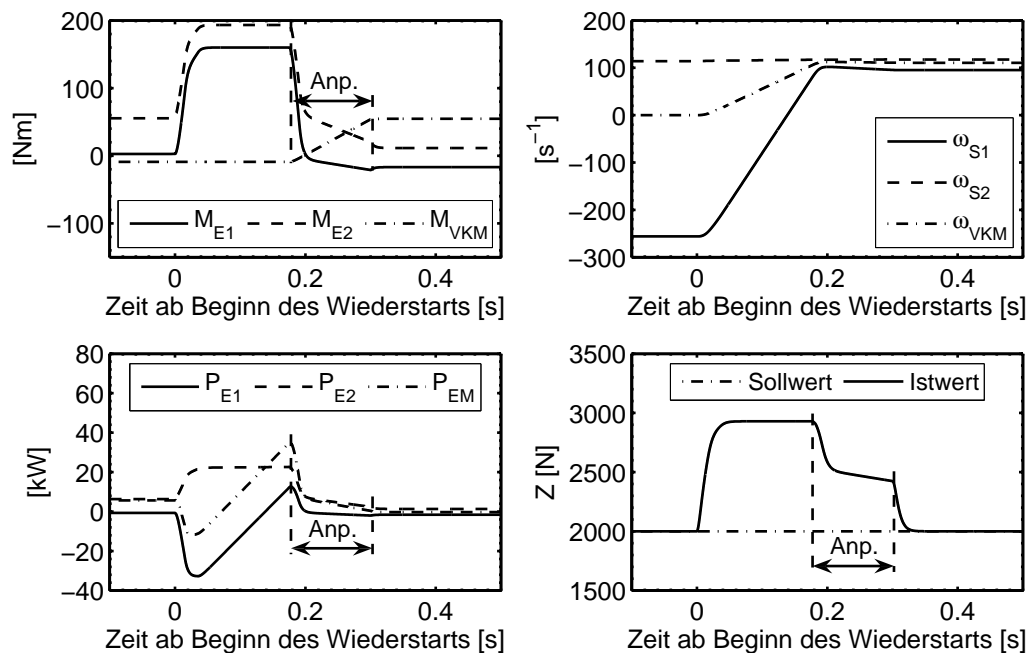 200
100
0
−100
[Nm]
Anp.
M_E1 M_E2 M_VKM
0 0.2 0.4
Zeit ab Beginn des Wiederstarts [s]
200
100
0
−100
−200
−300
[s⁻¹]
ω_S1
ω_S2
ω_VKM
0 0.2 0.4
Zeit ab Beginn des Wiederstarts [s]
80
60
40
20
0
−20
−40
[kW]
P_E1 P_E2 P_EM
Anp.
0 0.2 0.4
Zeit ab Beginn des Wiederstarts [s]
3500
3000
2500
2000
1500
Z [N]
Sollwert Istwert
Anp.
0 0.2 0.4
Zeit ab Beginn des Wiederstarts [s]